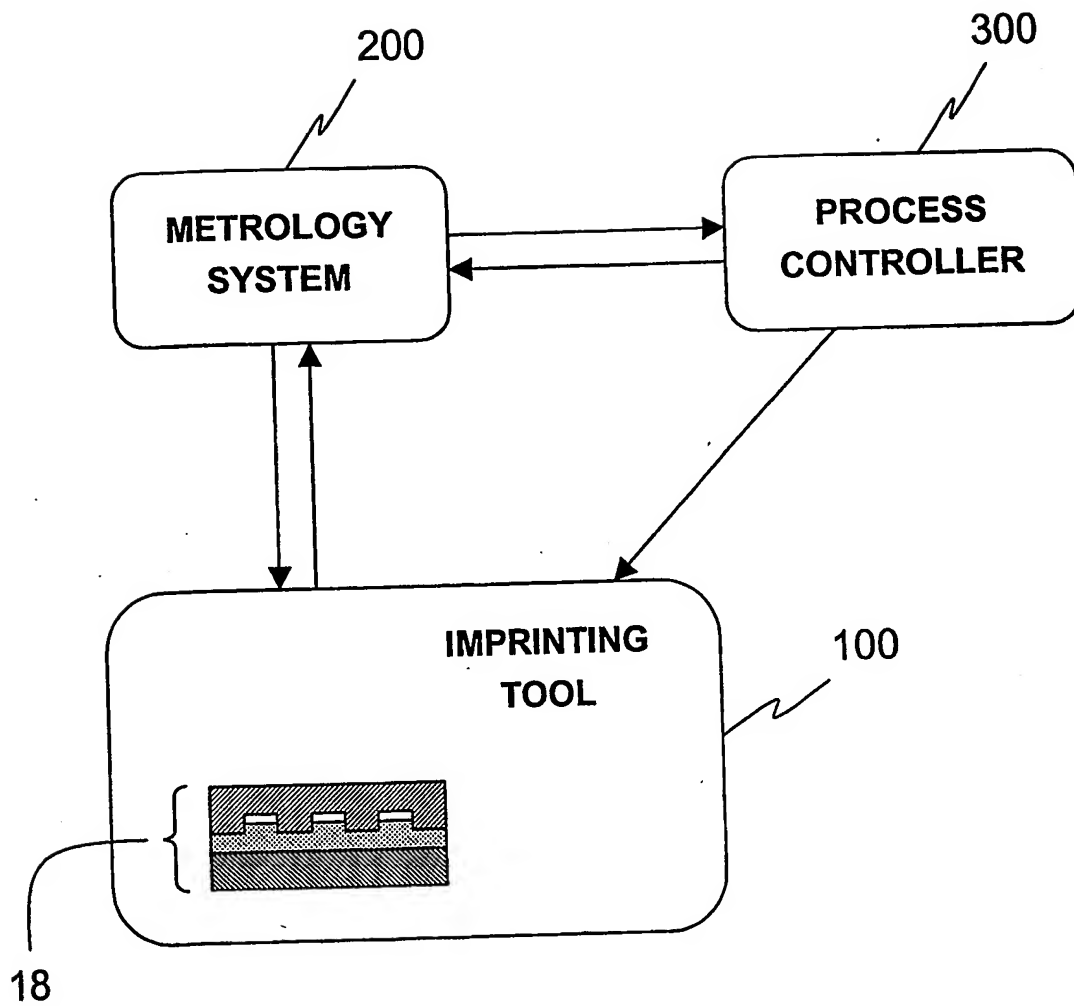 200
300
METROLOGY
SYSTEM
PROCESS
CONTROLLER
IMPRINTING
TOOL
100
18